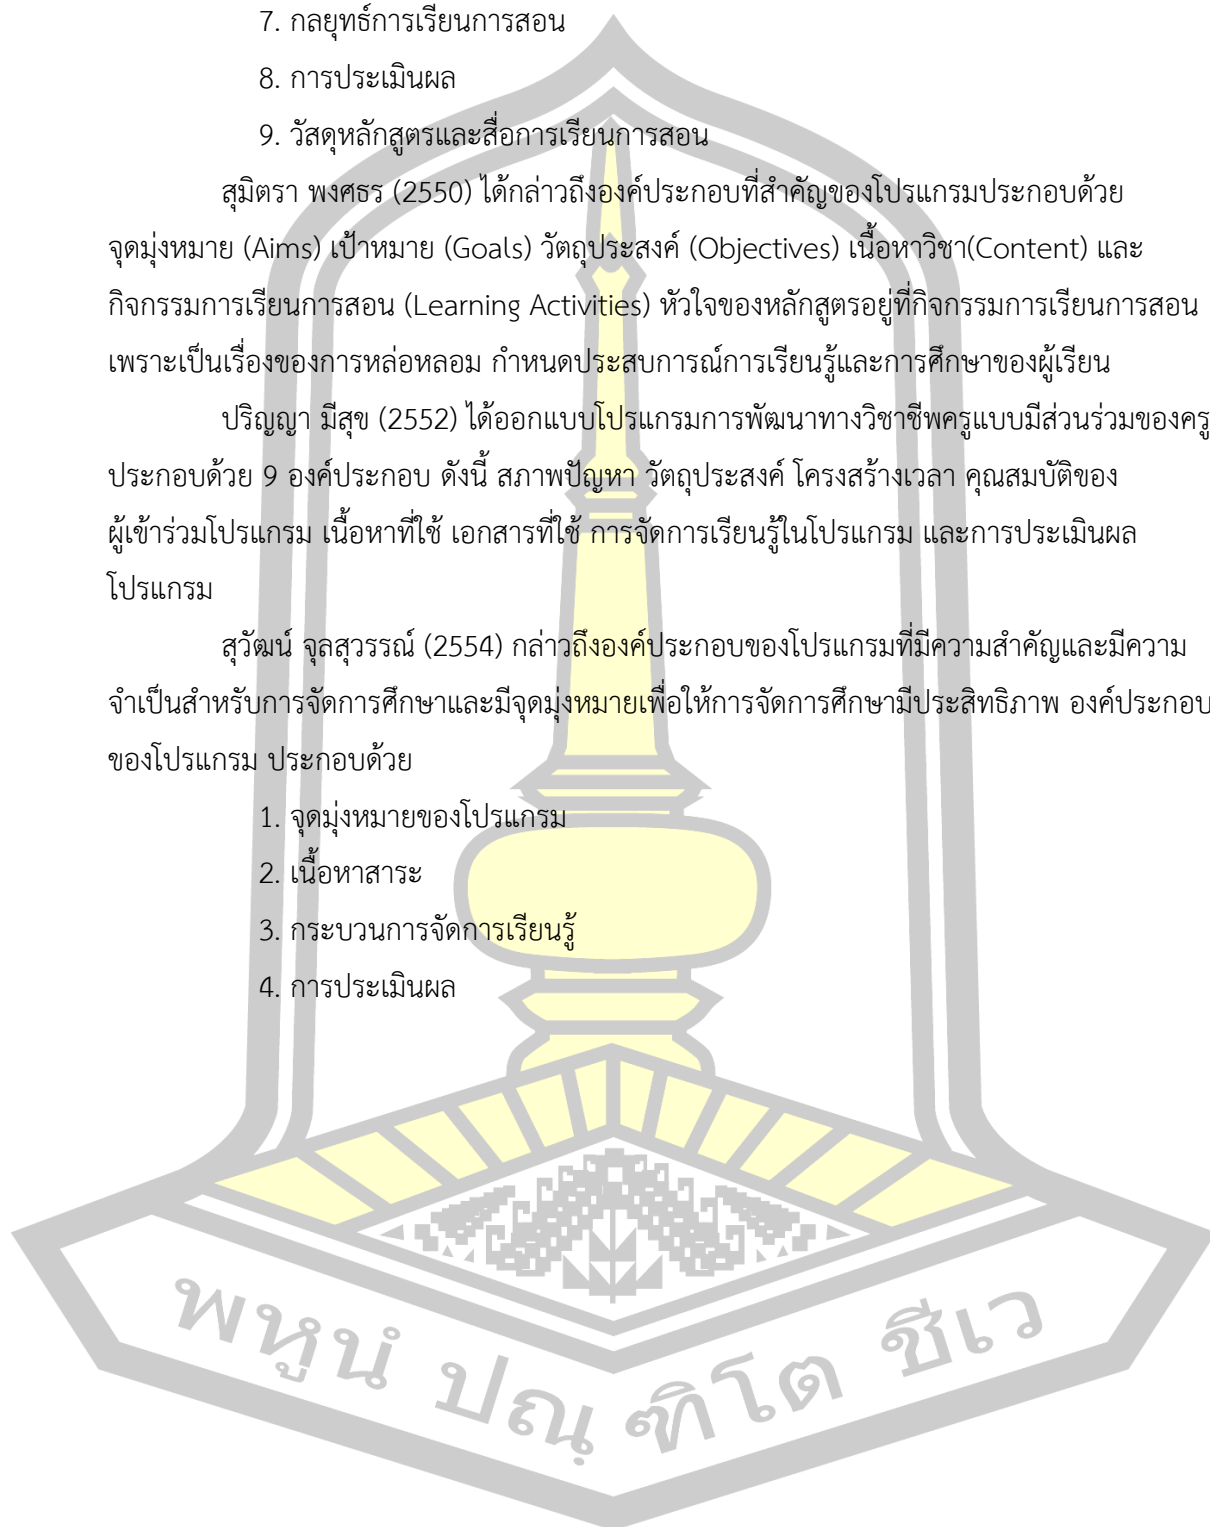 7. กลยุทธ์การเรียนการสอน
8. การประเมินผล
9. วัสดุหลักสูตรและสื่อการเรียนการสอน
สุมิตรา พงศธร (2550) ได้กล่าวถึงองค์ประกอบที่สำคัญของโปรแกรมประกอบด้วย
จุดมุ่งหมาย (Aims) เป้าหมาย (Goals) วัตถุประสงค์ (Objectives) เนื้อหาวิชา(Content) และ
กิจกรรมการเรียนการสอน (Learning Activities) หัวใจของหลักสูตรอยู่ที่กิจกรรมการเรียนการสอน
เพราะเป็นเรื่องของการหล่อหลอม กำหนดประสบการณ์การเรียนรู้และการศึกษาของผู้เรียน
ปริญญา มีสุข (2552) ได้ออกแบบโปรแกรมการพัฒนาทางวิชาชีพครูแบบมีส่วนร่วมของครู
ประกอบด้วย 9 องค์ประกอบ ดังนี้ สภาพปัญหา วัตถุประสงค์ โครงสร้างเวลา คุณสมบัติของ
ผู้เข้าร่วมโปรแกรม เนื้อหาที่ใช้ เอกสารที่ใช้ การจัดการเรียนรู้ในโปรแกรม และการประเมินผล
โปรแกรม
สุวัฒน์ จุลสุวรรณ์ (2554) กล่าวถึงองค์ประกอบของโปรแกรมที่มีความสำคัญและมีความ
จำเป็นสำหรับการจัดการศึกษาและมีจุดมุ่งหมายเพื่อให้การจัดการศึกษามีประสิทธิภาพ องค์ประกอบ
ของโปรแกรม ประกอบด้วย
1. จุดมุ่งหมายของโปรแกรม
2. เนื้อหาสาระ
3. กระบวนการจัดการเรียนรู้
4. การประเมินผล
พหูนํ ปณฺฑิโต ชีเว